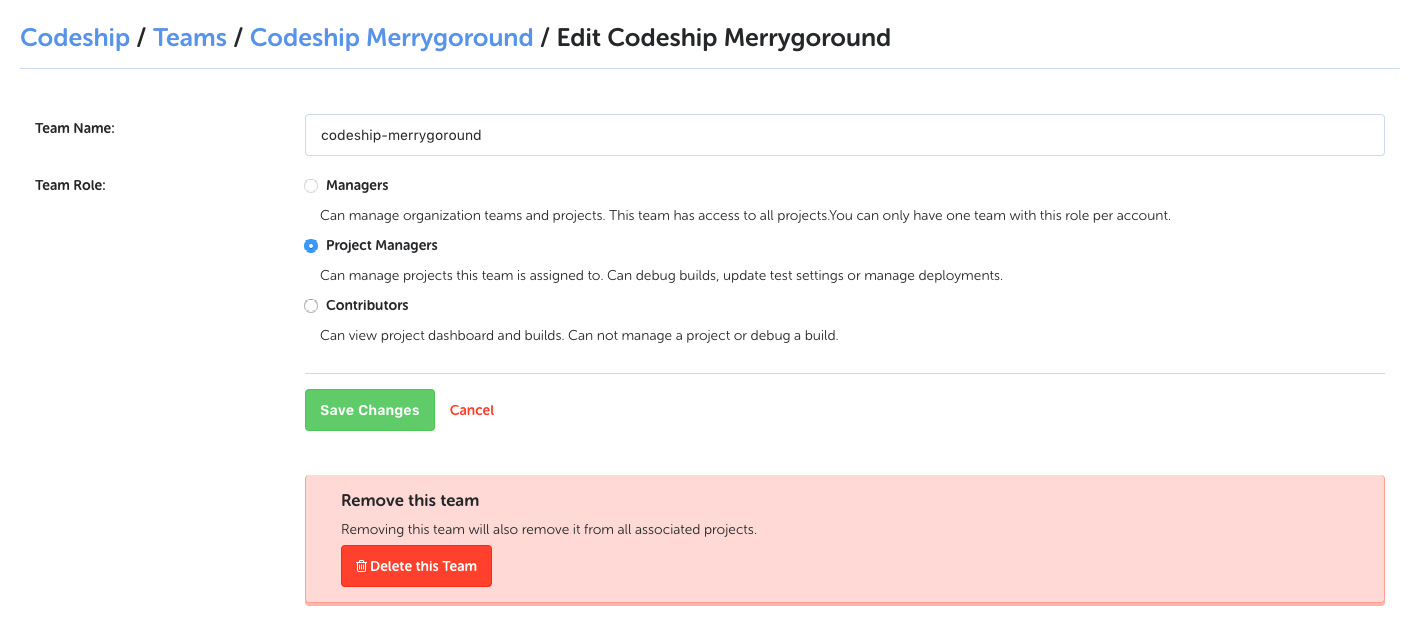 Codeship / Teams / Codeship Merrygoround / Edit Codeship Merrygoround
Team Name:
codeship-merrygoround
Team Role:
Managers
Can manage organization teams and projects. This team has access to all projects.You can only have one team with this role per account.
Project Managers
Can manage projects this team is assigned to. Can debug builds, update test settings or manage deployments.
Contributors
Can view project dashboard and builds. Can not manage a project or debug a build.
Save Changes
Cancel
Remove this team
Removing this team will also remove it from all associated projects.
Delete this Team